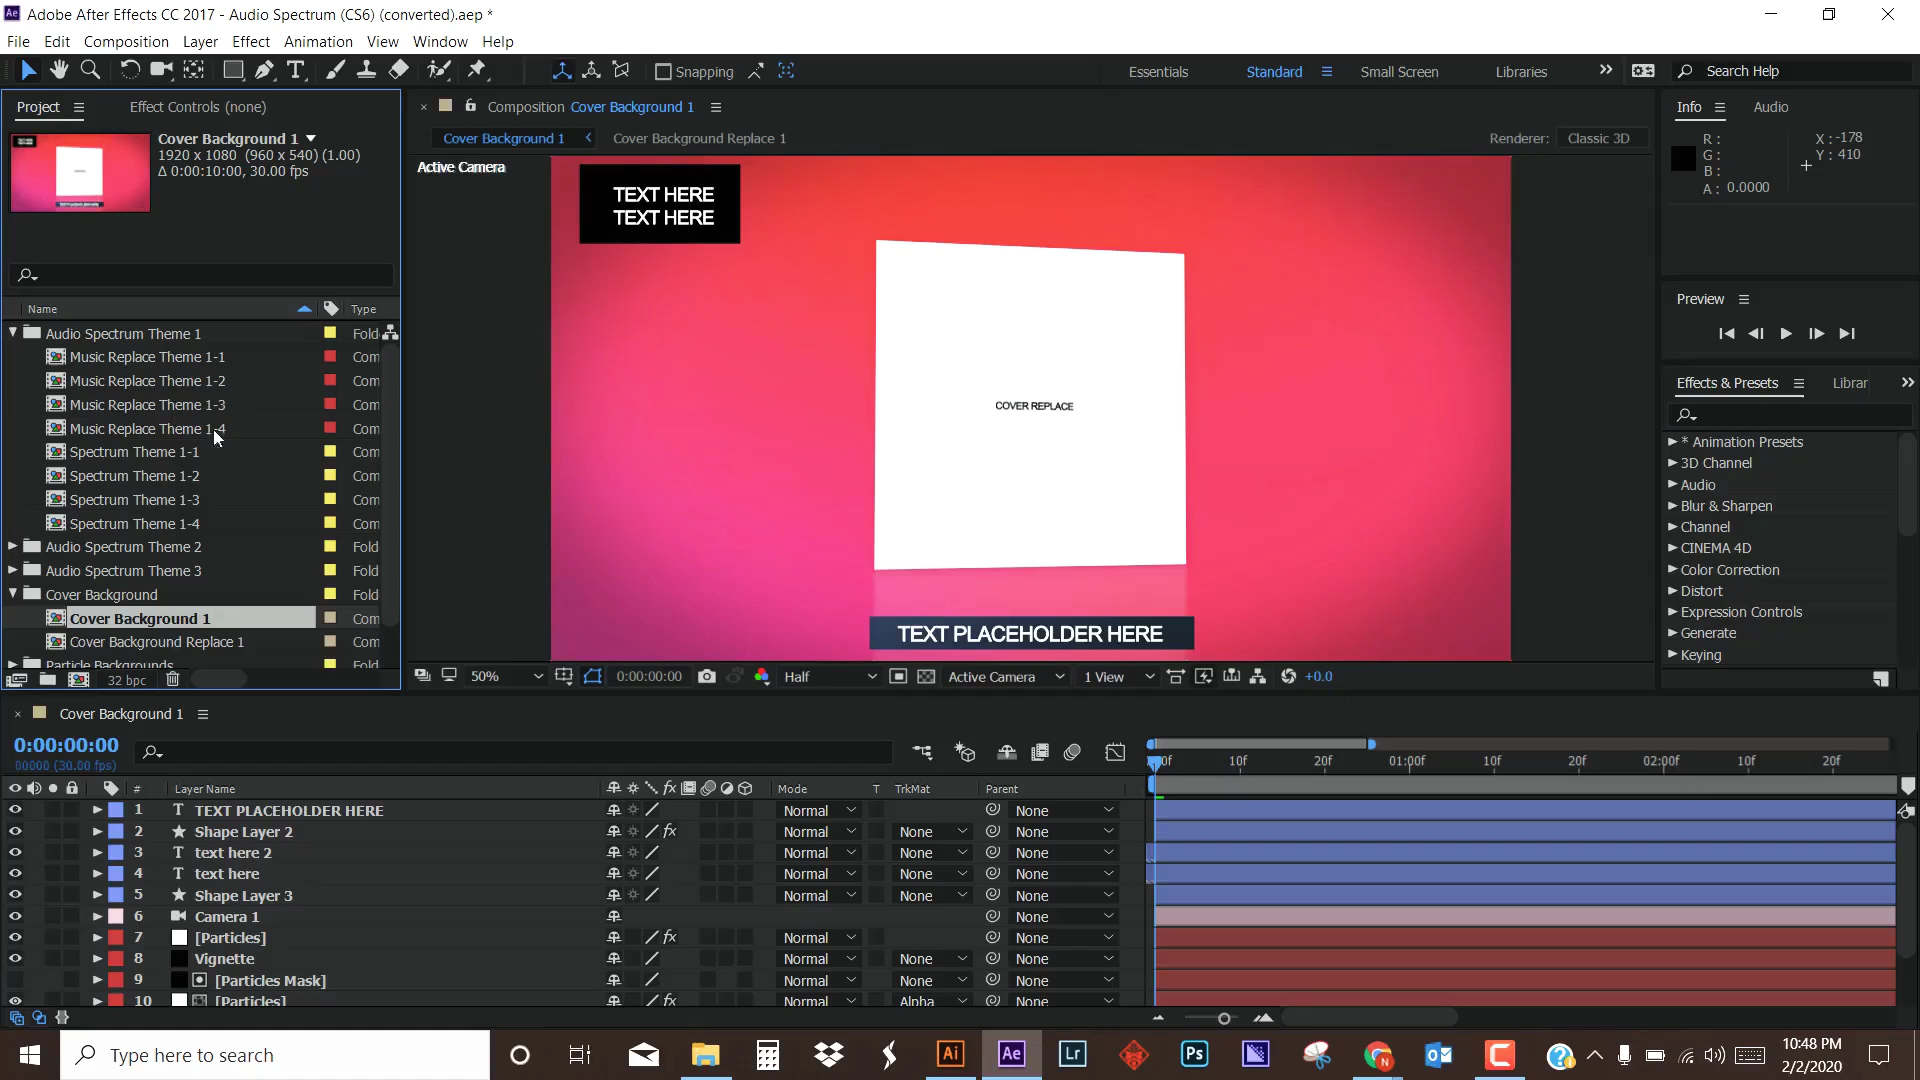 Ae Adobe After Effects CC 2017 - Audio Spectrum (CS6) (converted).aep *
File Edit Composition Layer Effect Animation View Window Help
T Snapping Essentials Standard Small Screen Libraries Search Help
Project Effect Controls (none)
Composition Cover Background 1
Info Audio
Cover Background 1
1920 x 1080 (960 x 540) (1.00)
Δ 0:00:10:00, 30.00 fps
Cover Background 1 Cover Background Replace 1
Renderer: Classic 3D
R :
G :
B :
A : 0.0000
X : -178
Y : 410
Active Camera
TEXT HERE
TEXT HERE
COVER REPLACE
TEXT PLACEHOLDER HERE
Name Type
Audio Spectrum Theme 1 Fold
Music Replace Theme 1-1 Com
Music Replace Theme 1-2 Com
Music Replace Theme 1-3 Com
Music Replace Theme 1-4 Com
Spectrum Theme 1-1 Com
Spectrum Theme 1-2 Com
Spectrum Theme 1-3 Com
Spectrum Theme 1-4 Com
Audio Spectrum Theme 2 Fold
Audio Spectrum Theme 3 Fold
Cover Background Fold
Cover Background 1 Com
Cover Background Replace 1 Com
Particle Backgrounds Fold
32 bpc
Preview
Effects & Presets Librar
* Animation Presets
3D Channel
Audio
Blur & Sharpen
Channel
CINEMA 4D
Color Correction
Distort
Expression Controls
Generate
Keying
50% 0:00:00:00 Half Active Camera 1 View +0.0
Cover Background 1
0:00:00:00
00000 (30.00 fps)
00f 10f 20f 01:00f 10f 20f 02:00f 10f 20f
# Layer Name fx Mode T TrkMat Parent
1 T TEXT PLACEHOLDER HERE Normal None
2 Shape Layer 2 fx Normal None None
3 T text here 2 Normal None None
4 T text here Normal None None
5 Shape Layer 3 Normal None None
6 Camera 1 None
7 [Particles] fx Normal None
8 Vignette Normal None None
9 [Particles Mask] Normal None None
10 [Particles] fx Normal Alpha None
Type here to search
Ai Ae Lr Ps
10:48 PM
2/2/2020